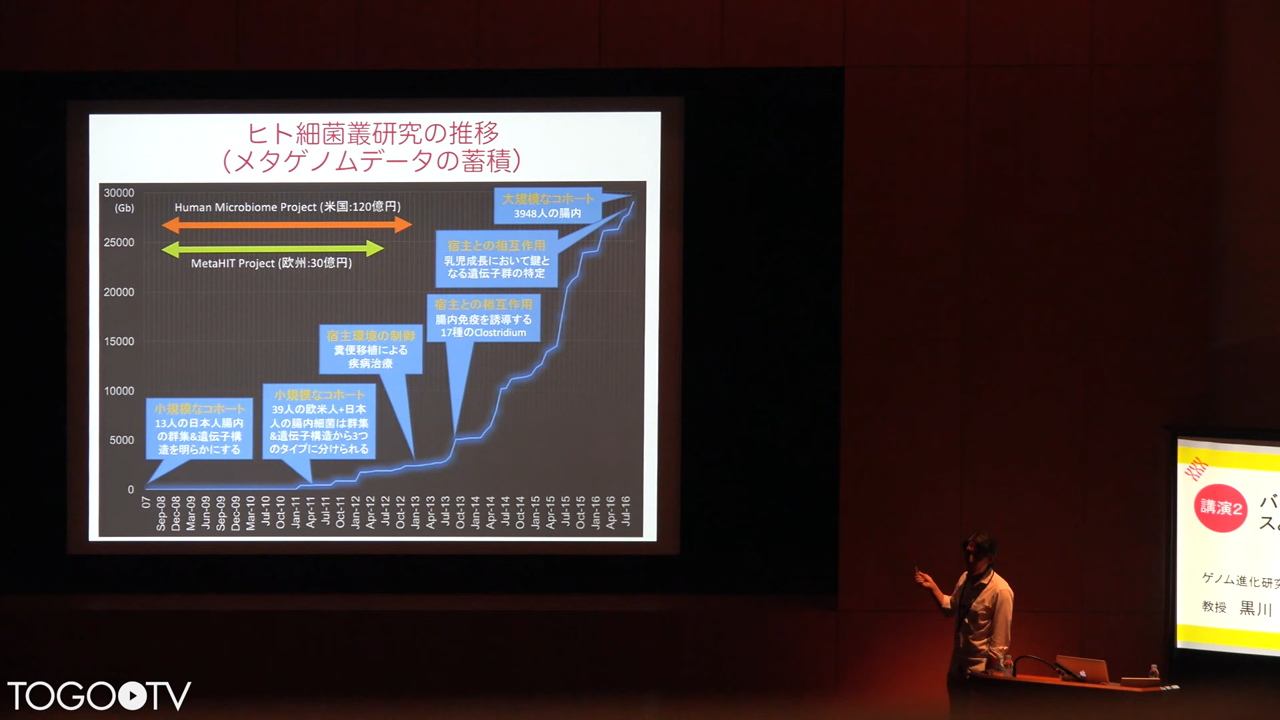 ヒト細菌叢研究の推移
（メタゲノムデータの蓄積）
30000
(Gb)
25000
20000
15000
10000
5000
0
Human Microbiome Project (米国:120億円)
MetaHIT Project (欧州:30億円)
大規模なコホート
3948人の腸内
宿主との相互作用
乳児成長において鍵と
なる遺伝子群の特定
宿主との相互作用
腸内免疫を誘導する
17種のClostridium
宿主環境の制御
糞便移植による
疾病治療
小規模なコホート
39人の欧米人+日本
人の腸内細菌は群集
&遺伝子構造から3つ
のタイプに分けられる
小規模なコホート
13人の日本人腸内
の群集&遺伝子構
造を明らかにする
07
Sep-08
Dec-08
Mar-09
Jun-09
Sep-09
Dec-09
Mar-10
Jul-10
Oct-10
Jan-11
Apr-11
Jul-11
Oct-11
Jan-12
Apr-12
Jul-12
Oct-12
Jan-13
Apr-13
Jul-13
Oct-13
Jan-14
Apr-14
Jul-14
Oct-14
Jan-15
Apr-15
Jul-15
Oct-15
Jan-16
Apr-16
Jul-16
講演2
バ
ス
ゲノム進化研究
教授 黒川
TOGOTV